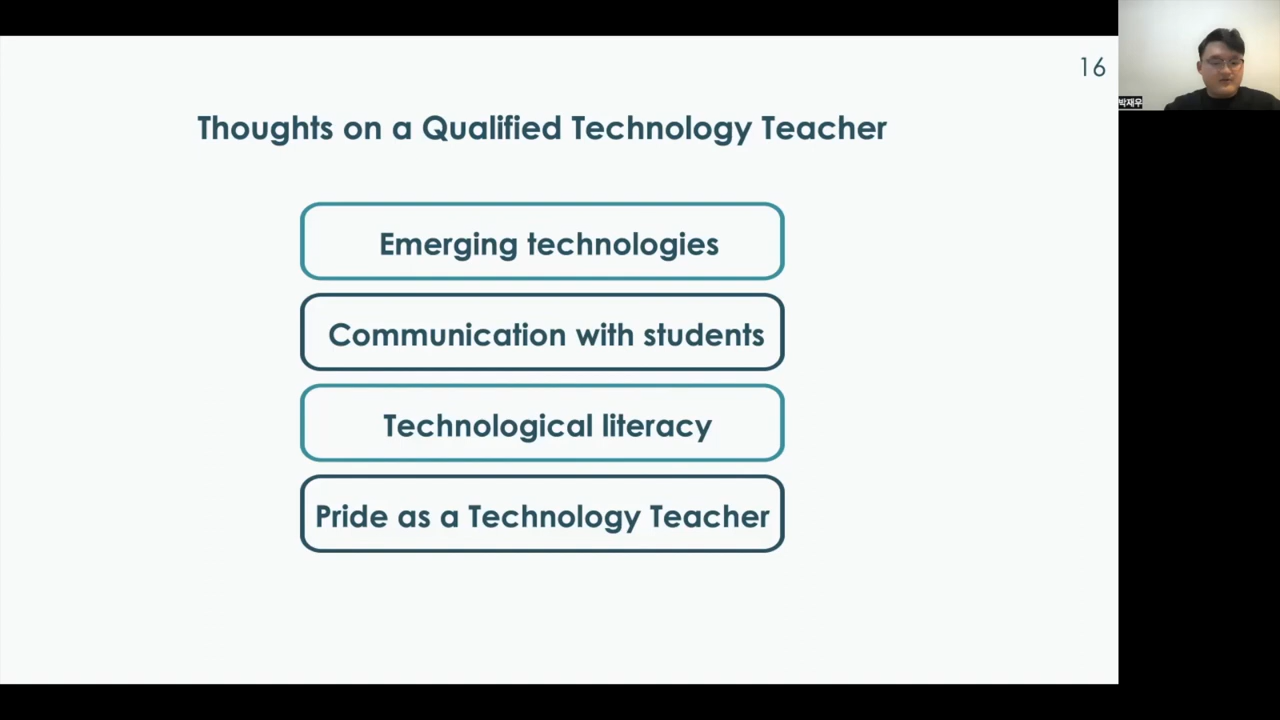 16
박재우
Thoughts on a Qualified Technology Teacher
Emerging technologies
Communication with students
Technological literacy
Pride as a Technology Teacher